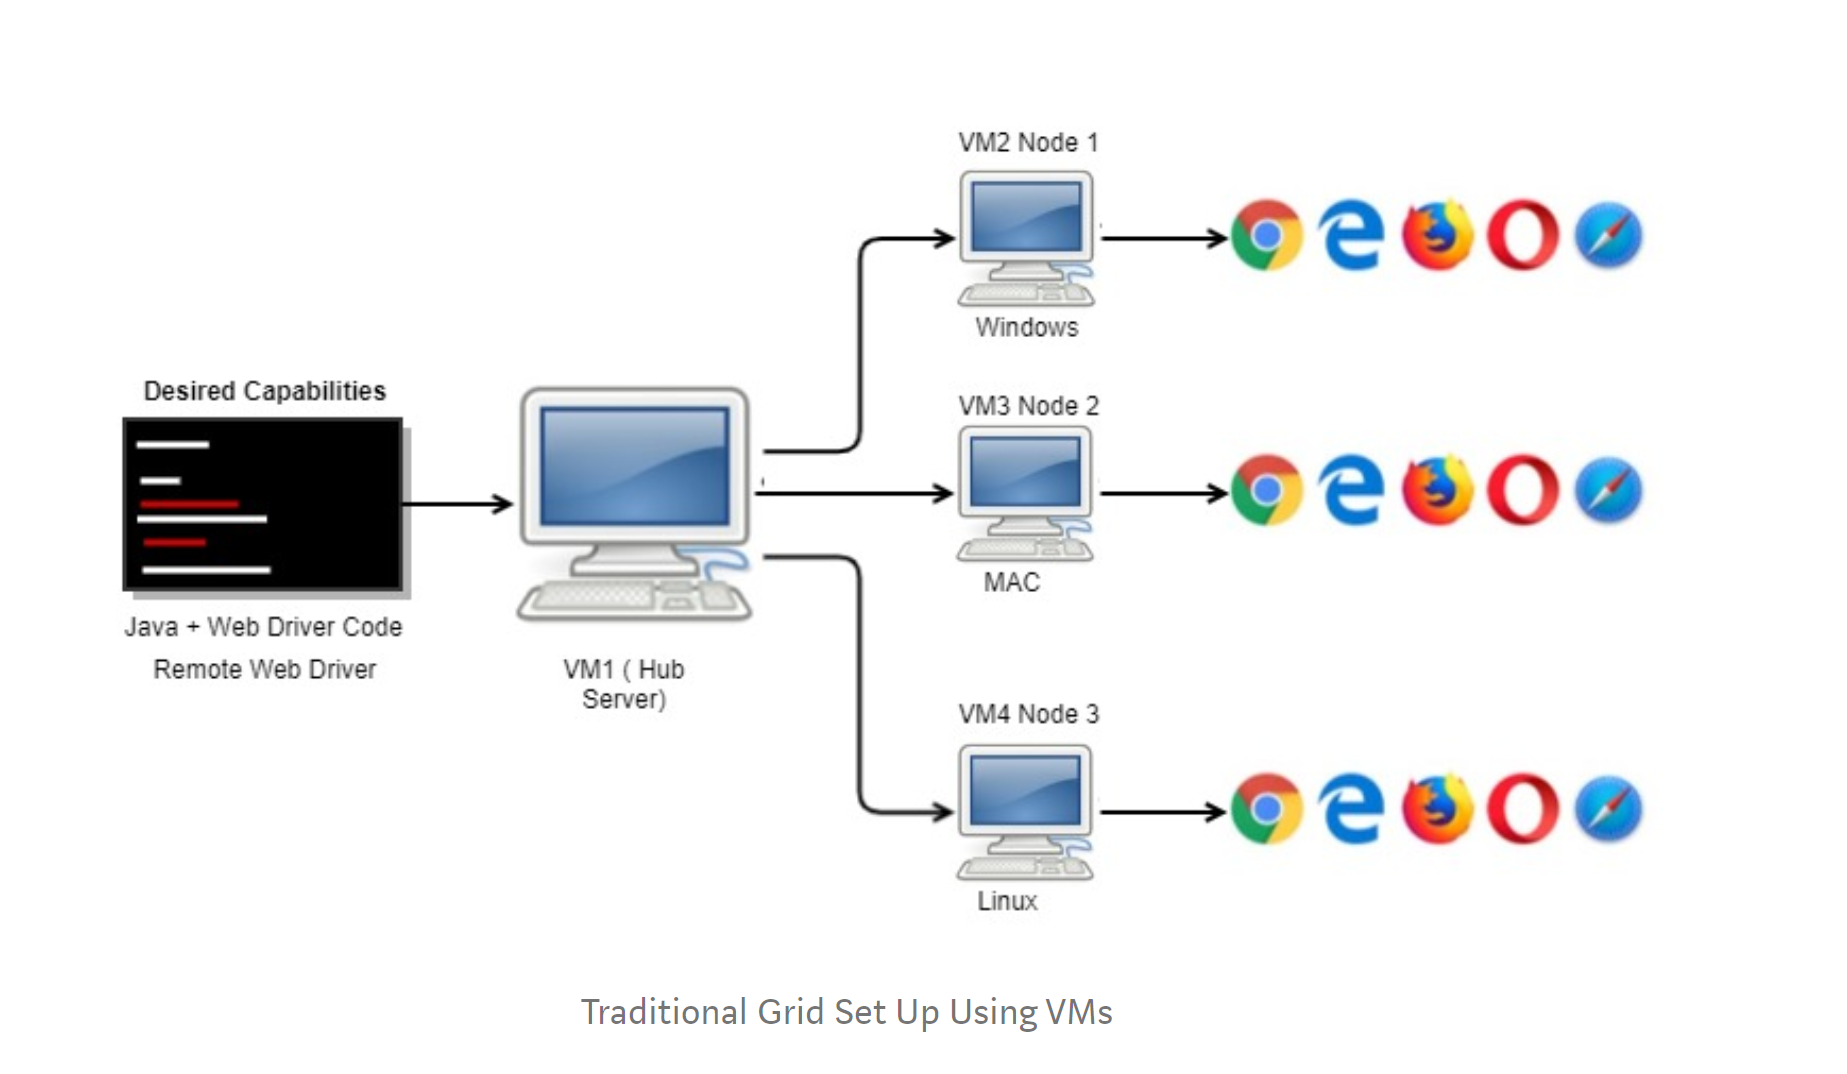 VM2 Node 1
Windows
Desired Capabilities
VM3 Node 2
MAC
Java + Web Driver Code
Remote Web Driver
VM1 ( Hub
Server)
VM4 Node 3
Linux
Traditional Grid Set Up Using VMs